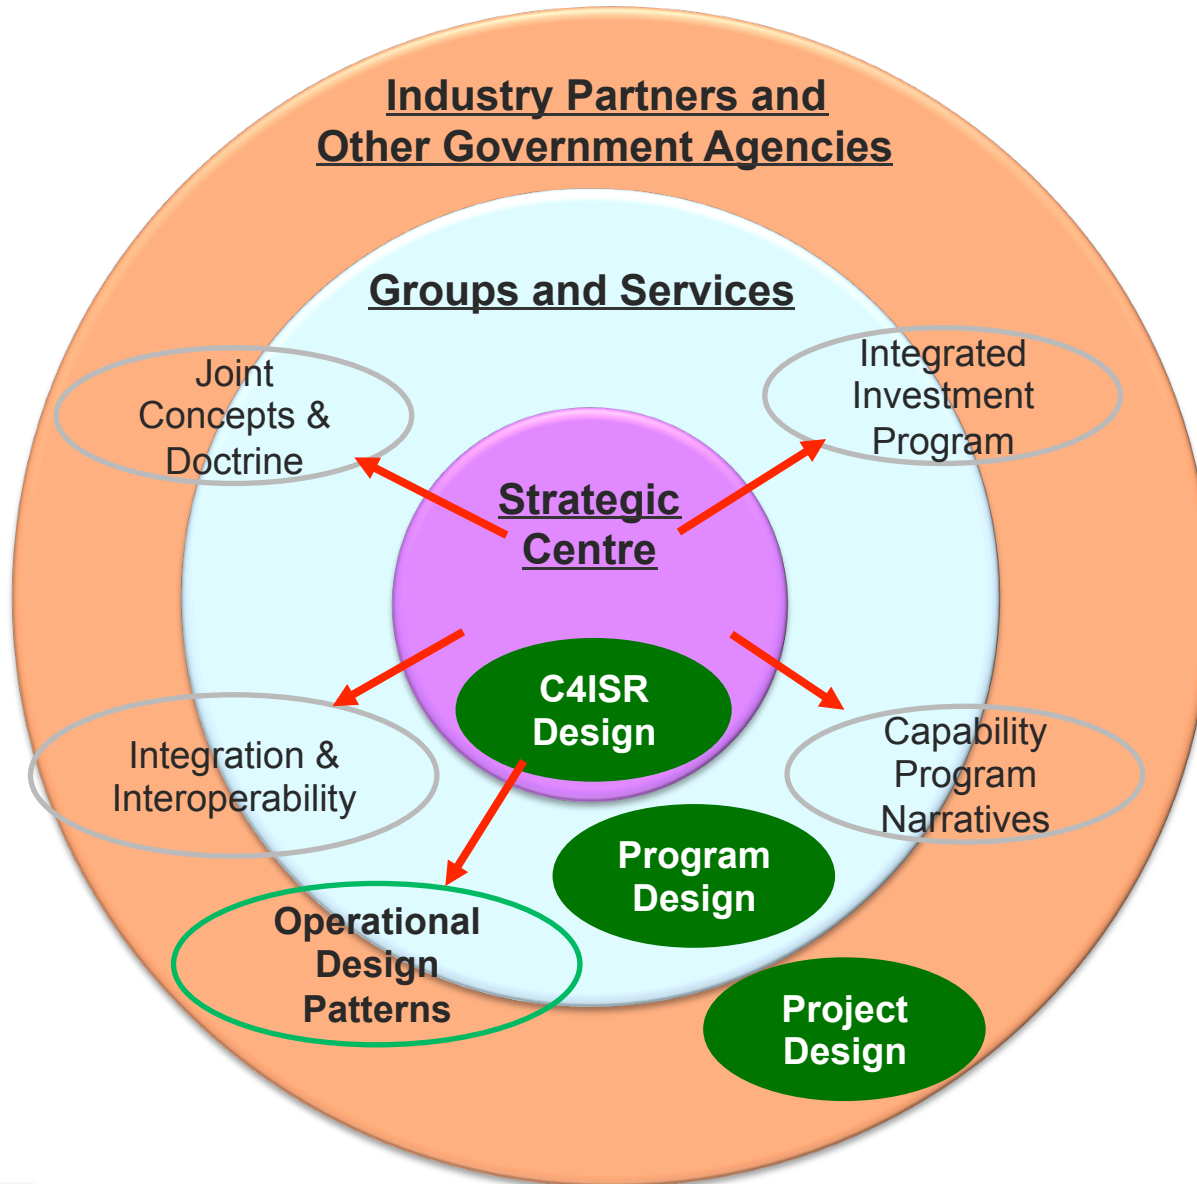 Industry Partners and
Other Government Agencies
Groups and Services
Joint
Concepts &
Doctrine
Integrated
Investment
Program
Strategic
Centre
C4ISR
Design
Integration &
Interoperability
Capability
Program
Narratives
Program
Design
Operational
Design
Patterns
Project
Design